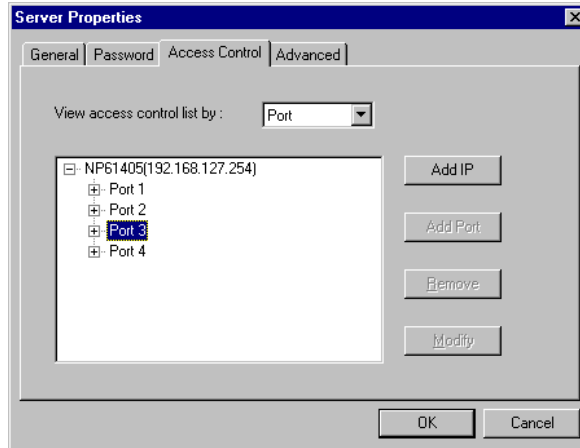 Server Properties
General Password Access Control Advanced
View access control list by : Port
NP61405(192.168.127.254)
Port 1
Port 2
Port 3
Port 4
Add IP
Add Port
Remove
Modify
OK Cancel